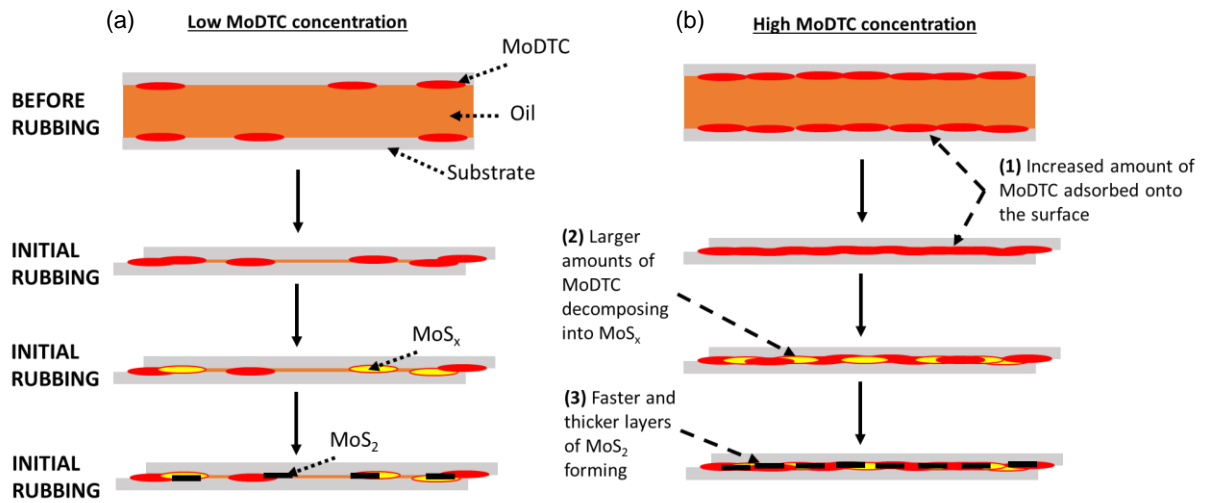 (a)
Low MoDTC concentration
MoDTC
BEFORE
RUBBING
Oil
Substrate
INITIAL
RUBBING
INITIAL
RUBBING
MoSx
INITIAL
RUBBING
MoS2
(b)
High MoDTC concentration
(1) Increased amount of
MoDTC adsorbed onto
the surface
(2) Larger
amounts of
MoDTC
decomposing
into MoSx
(3) Faster and
thicker layers
of MoS2
forming